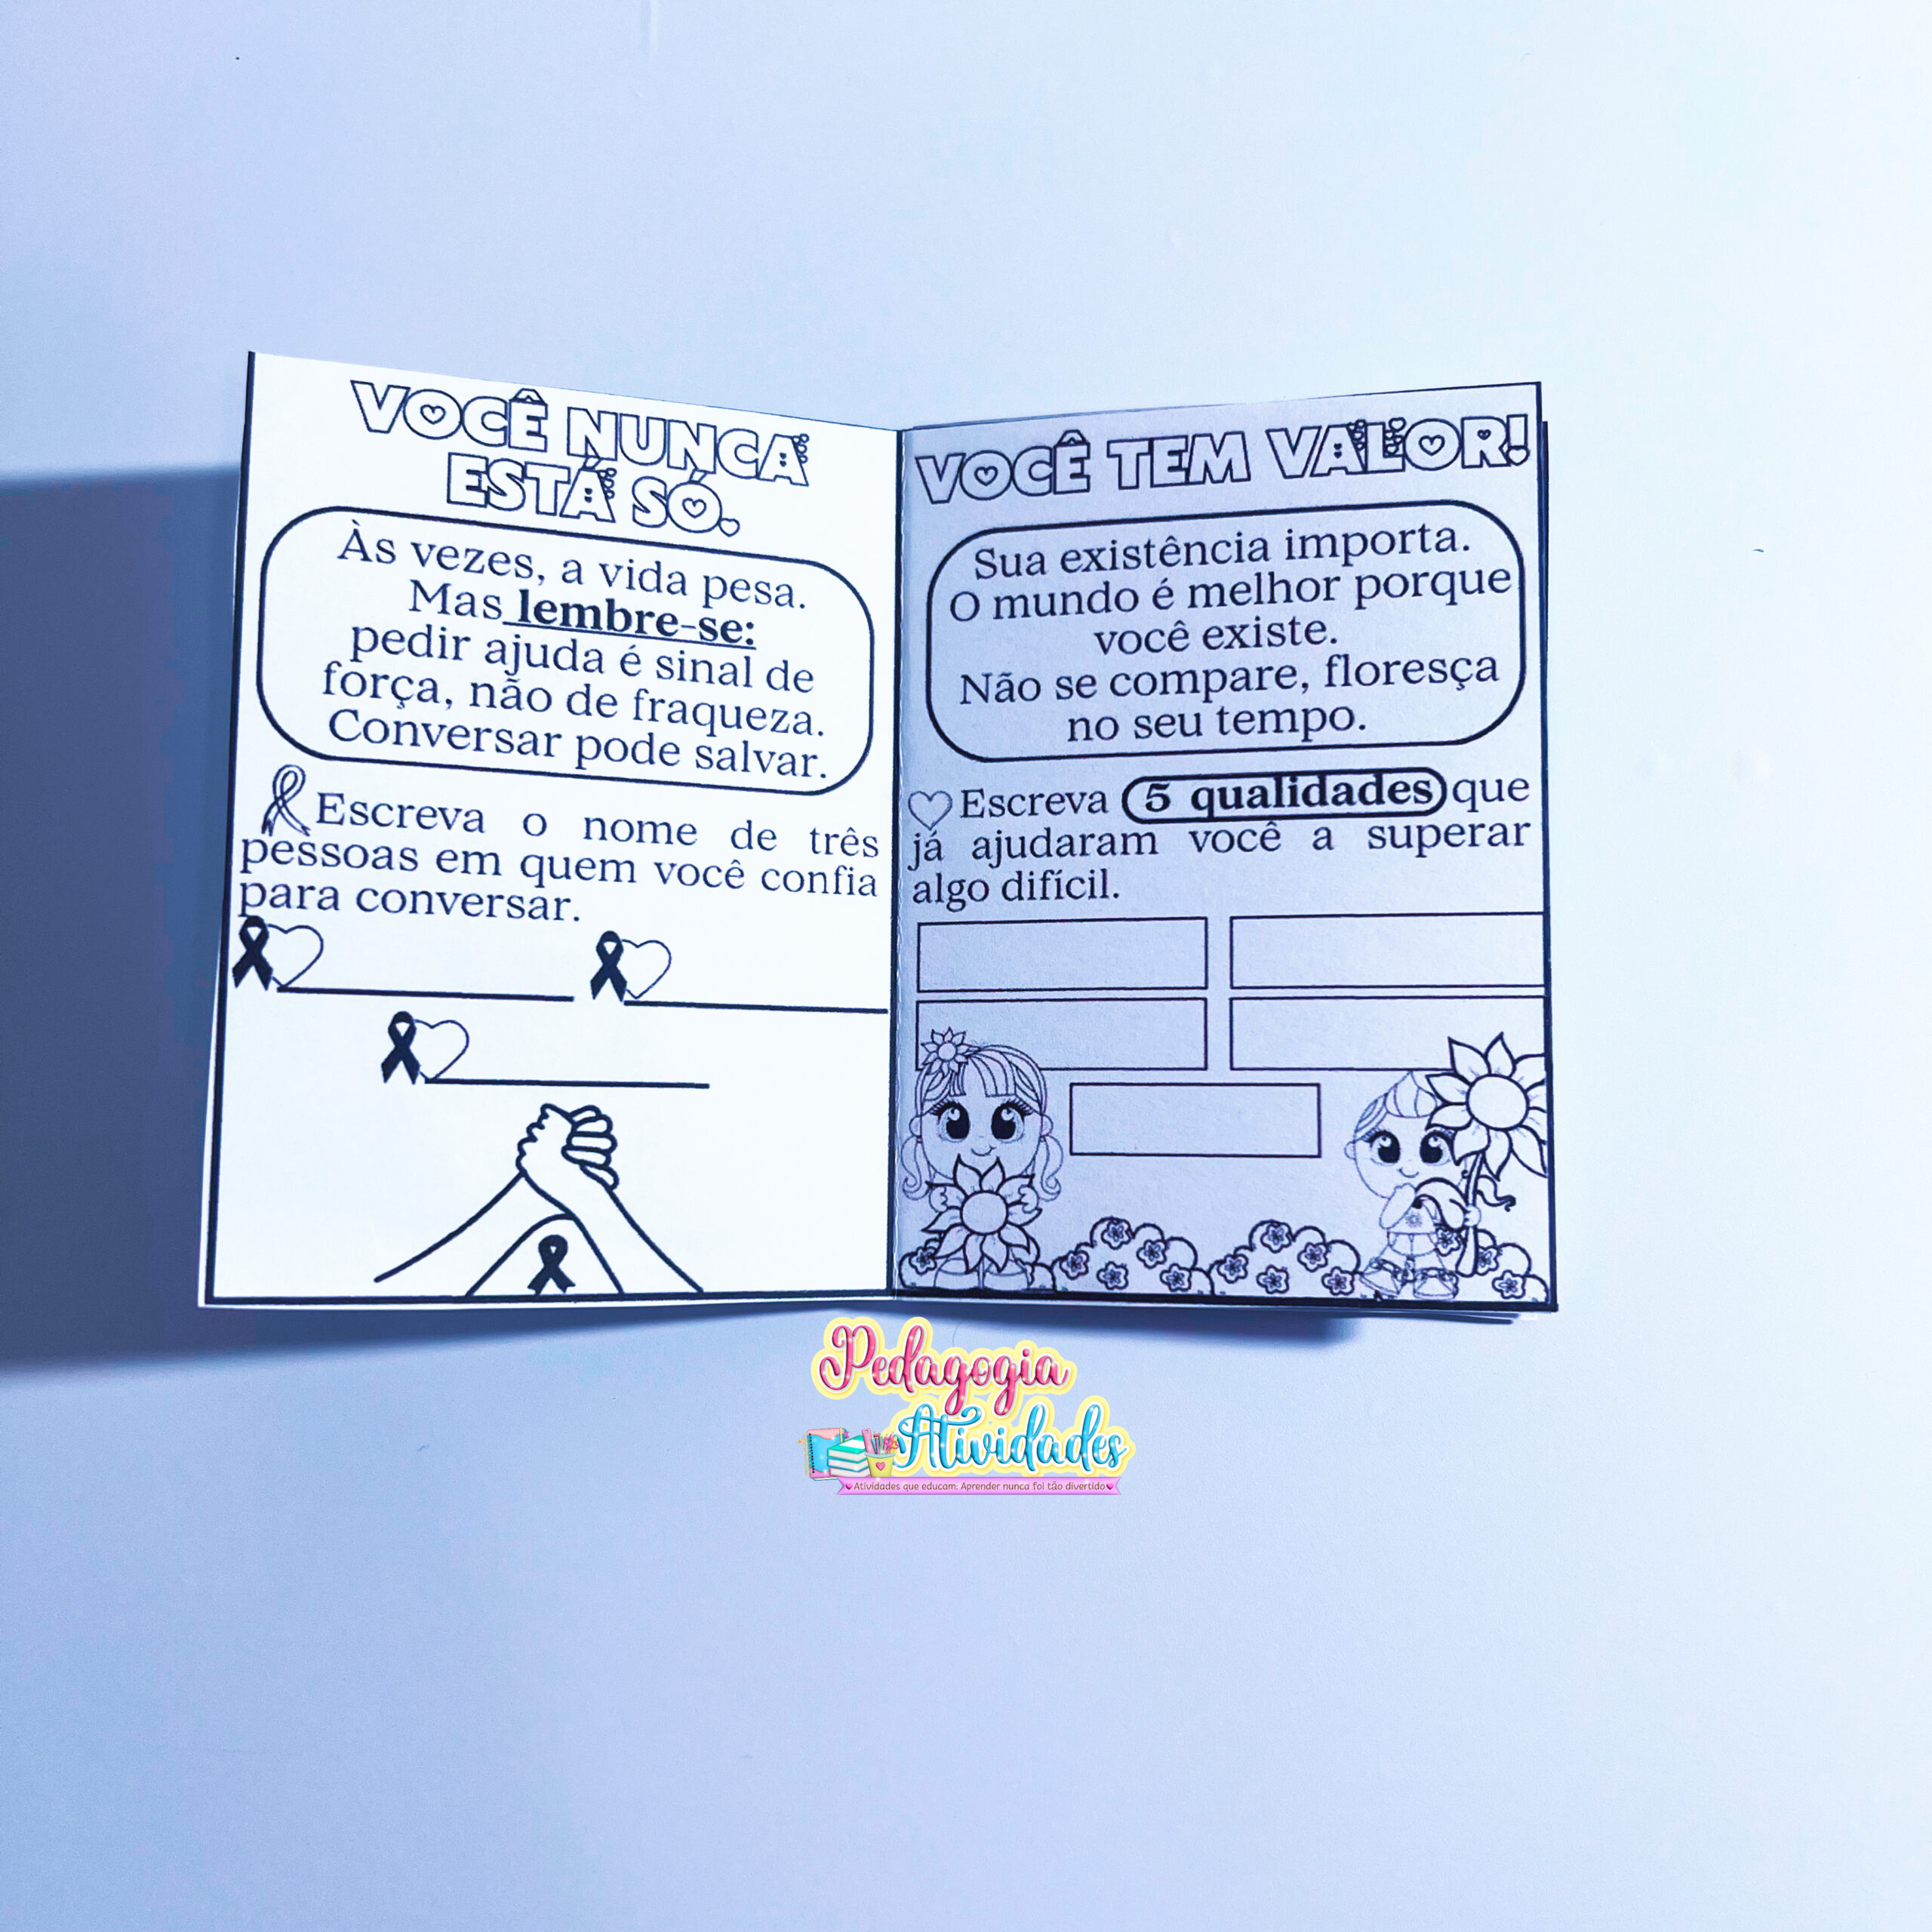 VOCÊ NUNCA
ESTÁ SÓ.
Às vezes, a vida pesa.
Mas lembre-se:
pedir ajuda é sinal de
força, não de fraqueza.
Conversar pode salvar.
Escreva o nome de três
pessoas em quem você confia
para conversar.
VOCÊ TEM VALOR!
Sua existência importa.
O mundo é melhor porque
você existe.
Não se compare, floresça
no seu tempo.
Escreva 5 qualidades que
já ajudaram você a superar
algo difícil.
Pedagogia
Atividades
Atividades que educam. Aprender nunca foi tão divertido